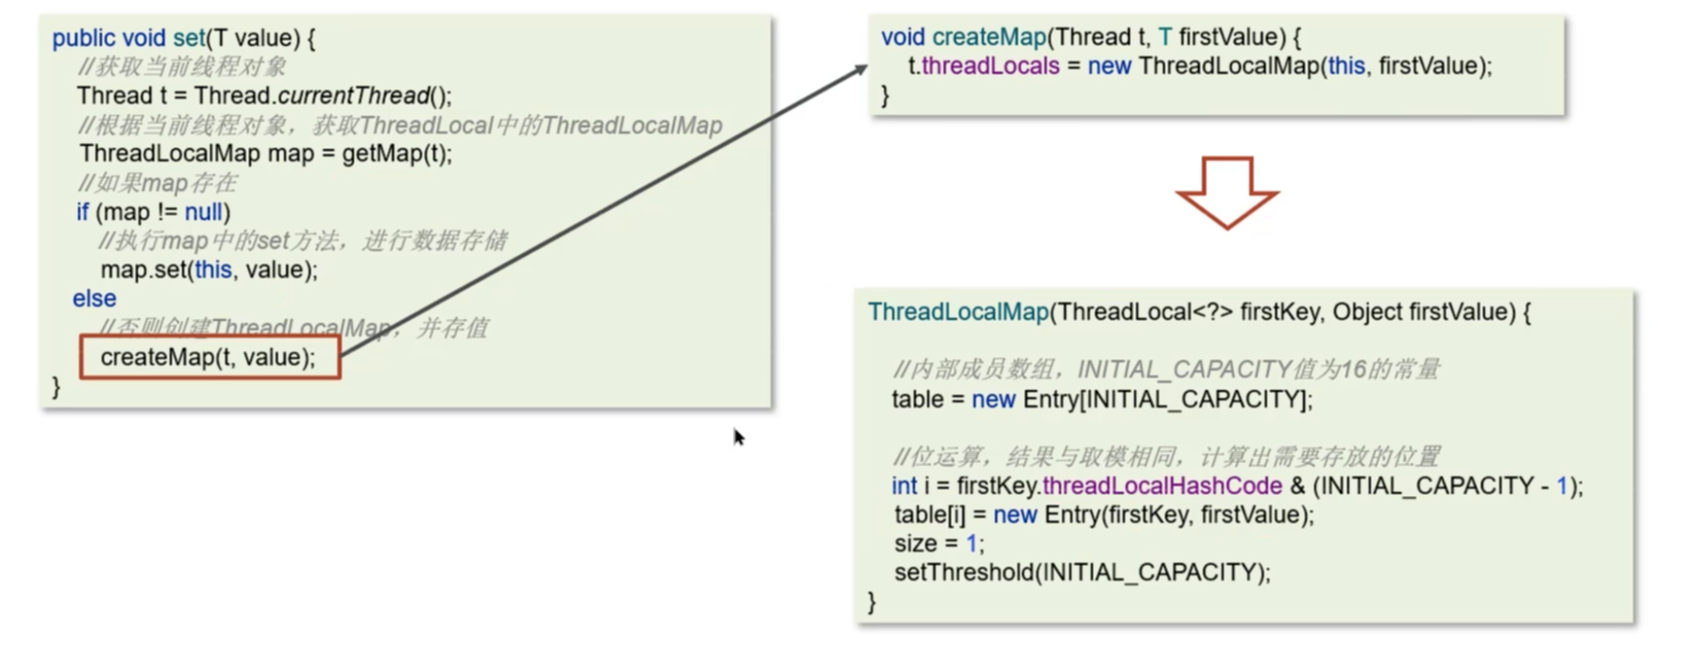 public void set(T value) {
//获取当前线程对象
Thread t = Thread.currentThread();
//根据当前线程对象，获取ThreadLocal中的ThreadLocalMap
ThreadLocalMap map = getMap(t);
//如果map存在
if (map != null)
//执行map中的set方法，进行数据存储
map.set(this, value);
else
//否则创建ThreadLocalMap，并存值
createMap(t, value);
}
void createMap(Thread t, T firstValue) {
t.threadLocals = new ThreadLocalMap(this, firstValue);
}
ThreadLocalMap(ThreadLocal<?> firstKey, Object firstValue) {
//内部成员数组，INITIAL_CAPACITY值为16的常量
table = new Entry[INITIAL_CAPACITY];
//位运算，结果与取模相同，计算出需要存放的位置
int i = firstKey.threadLocalHashCode & (INITIAL_CAPACITY - 1);
table[i] = new Entry(firstKey, firstValue);
size = 1;
setThreshold(INITIAL_CAPACITY);
}